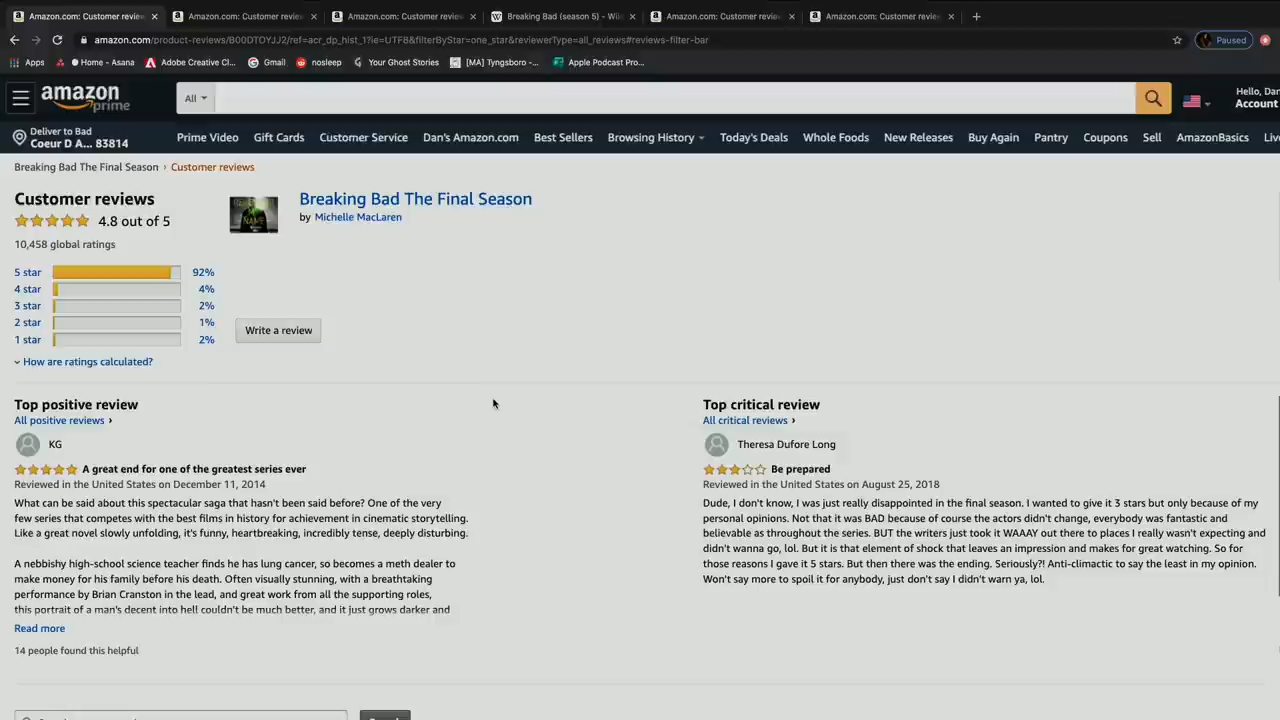 Amazon.com: Customer review
Amazon.com: Customer review
Amazon.com: Customer review
Breaking Bad (season 5) - Wik
Amazon.com: Customer review
Amazon.com: Customer review
amazon.com/product-reviews/B00DTOYJJ2/ref=acr_dp_hist_1?ie=UTF8&filterByStar=one_star&reviewerType=all_reviews#reviews-filter-bar
Paused
Apps
Home - Asana
Adobe Creative Cl...
Gmail
nosleep
Your Ghost Stories
[MA] Tyngsboro -...
Apple Podcast Pro...
amazon
prime
All
Hello, Dan
Account
Deliver to Bad
Coeur D A... 83814
Prime Video
Gift Cards
Customer Service
Dan's Amazon.com
Best Sellers
Browsing History
Today's Deals
Whole Foods
New Releases
Buy Again
Pantry
Coupons
Sell
AmazonBasics
Live
Breaking Bad The Final Season › Customer reviews
Customer reviews
4.8 out of 5
10,458 global ratings
5 star 92%
4 star 4%
3 star 2%
2 star 1%
1 star 2%
How are ratings calculated?
NAME
Breaking Bad The Final Season
by Michelle MacLaren
Write a review
Top positive review
All positive reviews ›
KG
A great end for one of the greatest series ever
Reviewed in the United States on December 11, 2014
What can be said about this spectacular saga that hasn't been said before? One of the very
few series that competes with the best films in history for achievement in cinematic storytelling.
Like a great novel slowly unfolding, it's funny, heartbreaking, incredibly tense, deeply disturbing.
A nebbishy high-school science teacher finds he has lung cancer, so becomes a meth dealer to
make money for his family before his death. Often visually stunning, with a breathtaking
performance by Brian Cranston in the lead, and great work from all the supporting roles,
this portrait of a man's decent into hell couldn't be much better, and it just grows darker and
Read more
14 people found this helpful
Top critical review
All critical reviews ›
Theresa Dufore Long
Be prepared
Reviewed in the United States on August 25, 2018
Dude, I don't know, I was just really disappointed in the final season. I wanted to give it 3 stars but only because of my
personal opinions. Not that it was BAD because of course the actors didn't change, everybody was fantastic and
believable as throughout the series. BUT the writers just took it WAAAY out there to places I really wasn't expecting and
didn't wanna go, lol. But it is that element of shock that leaves an impression and makes for great watching. So for
those reasons I gave it 5 stars. But then there was the ending. Seriously?! Anti-climactic to say the least in my opinion.
Won't say more to spoil it for anybody, just don't say I didn't warn ya, lol.